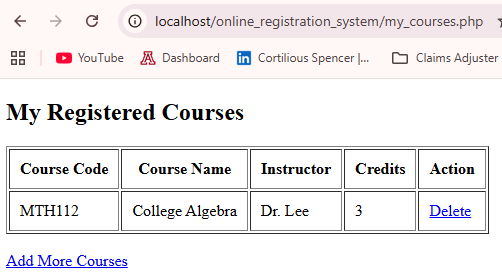 localhost/online_registration_system/my_courses.php
YouTube Dashboard Cortilious Spencer |... Claims Adjuster
My Registered Courses
Course Code Course Name Instructor Credits Action
MTH112 College Algebra Dr. Lee 3 Delete
Add More Courses